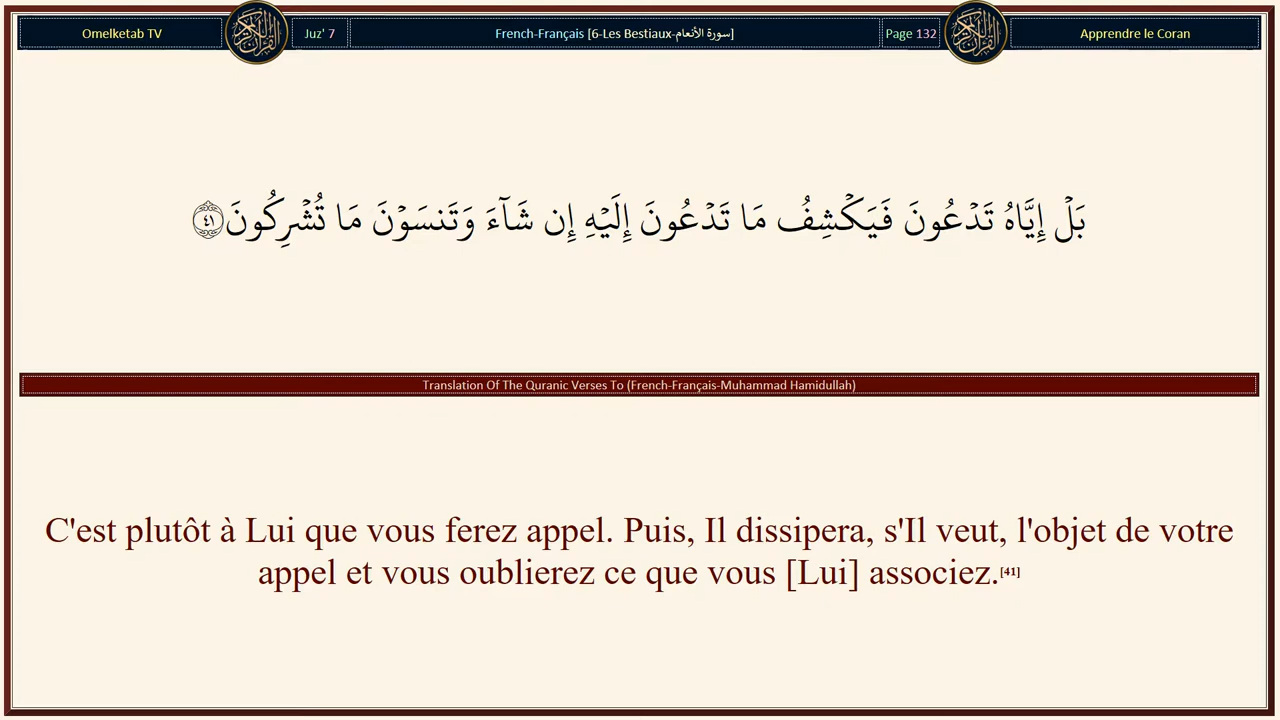 Omelketab TV
Juz' 7
French-Français [6-Les Bestiaux-سورة الأنعام]
Page 132
Apprendre le Coran
بَلۡ إِيَّاهُ تَدۡعُونَ فَيَكۡشِفُ مَا تَدۡعُونَ إِلَيۡهِ إِن شَآءَ وَتَنسَوۡنَ مَا تُشۡرِكُونَ ٤١
Translation Of The Quranic Verses To (French-Français-Muhammad Hamidullah)
C'est plutôt à Lui que vous ferez appel. Puis, Il dissipera, s'Il veut, l'objet de votre
appel et vous oublierez ce que vous [Lui] associez.[41]